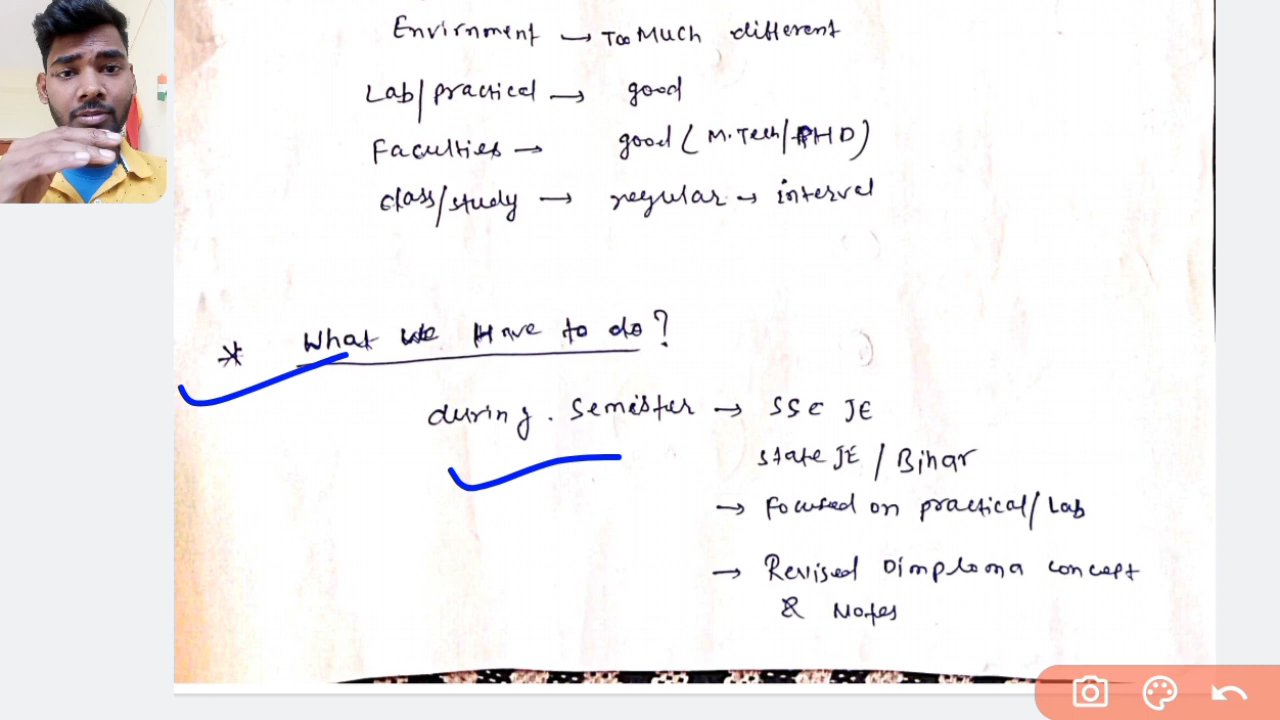 Envirnment → Too Much different
Lab/practical → good
Faculties → good (M.Tech/PHD)
class/study → regular → interval
* What We Have to do?
during. semester → SSC JE
State JE / Bihar
→ Focused on practical/Lab
→ Revised Dimploma concept
& Notes